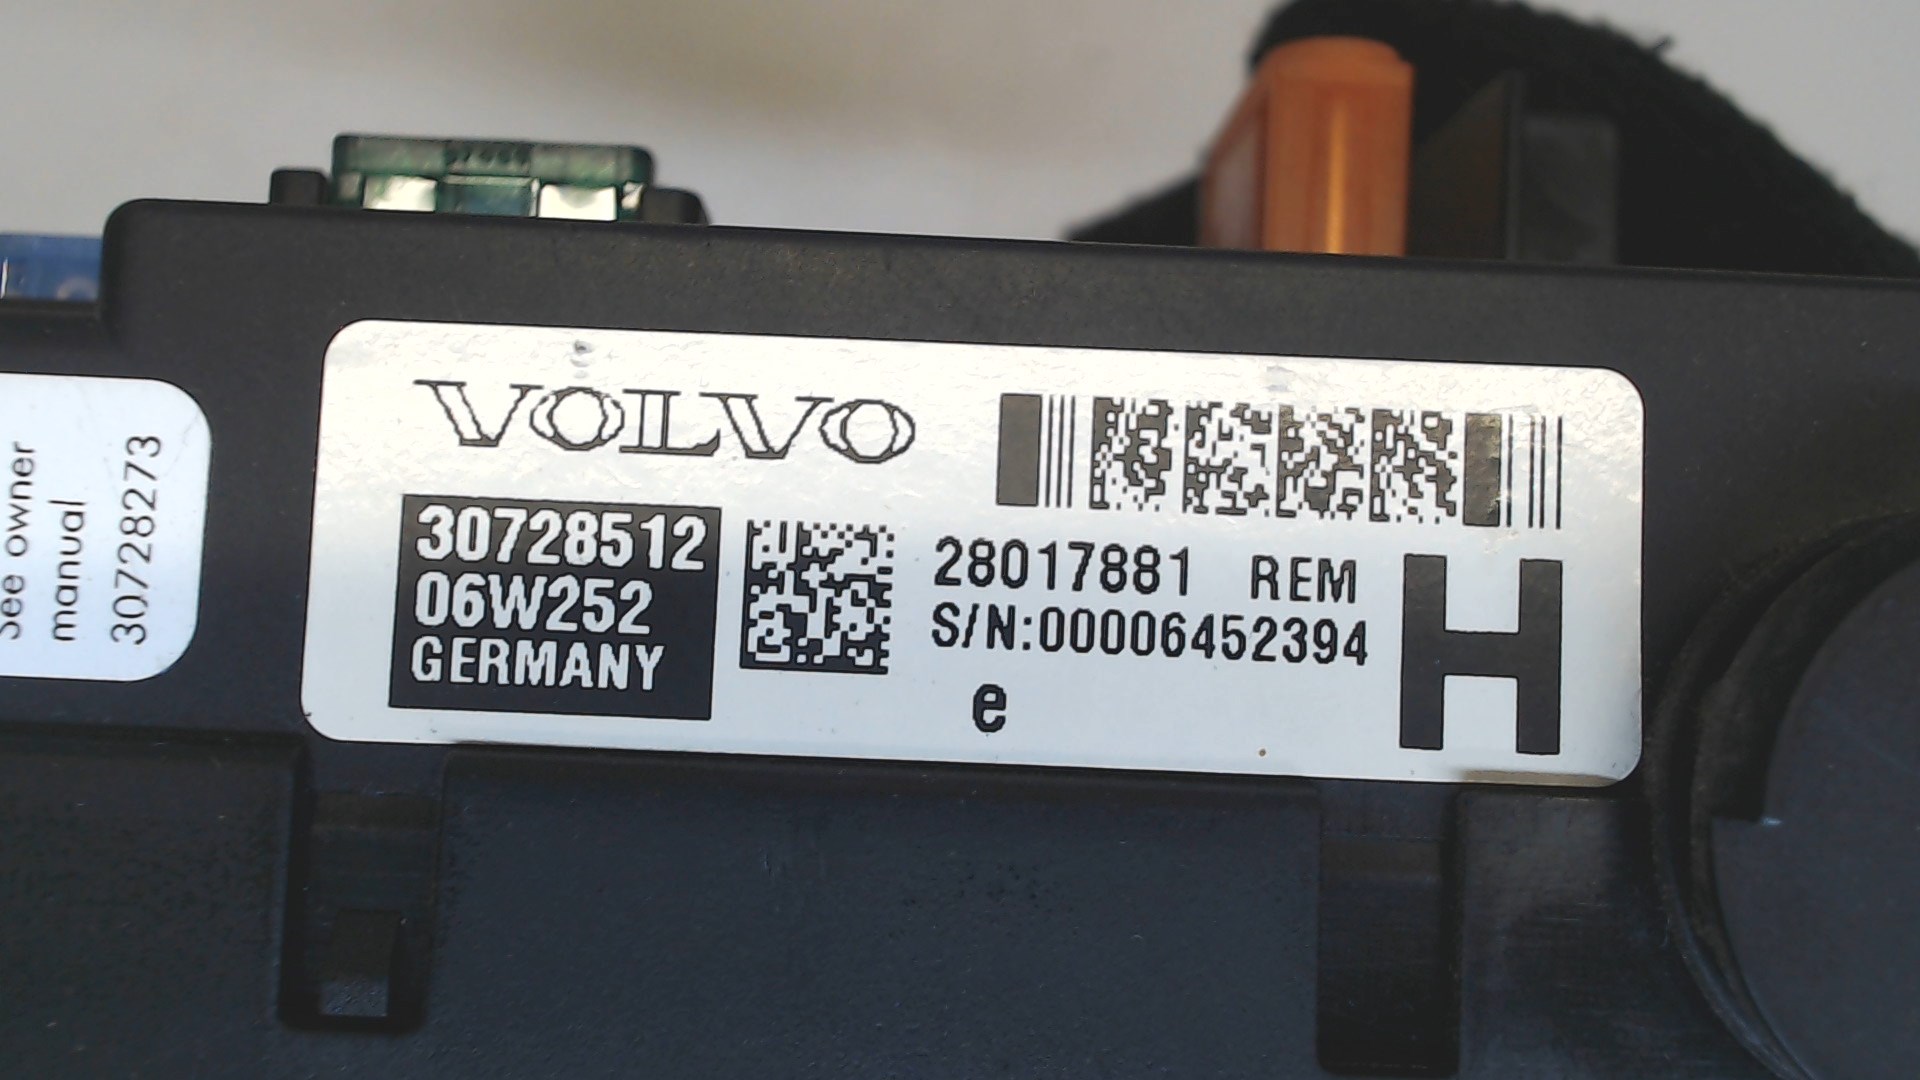 See owner
manual
30728273
VOLVO
30728512
06W252
GERMANY
28017881 REM
S/N:00006452394
e
H